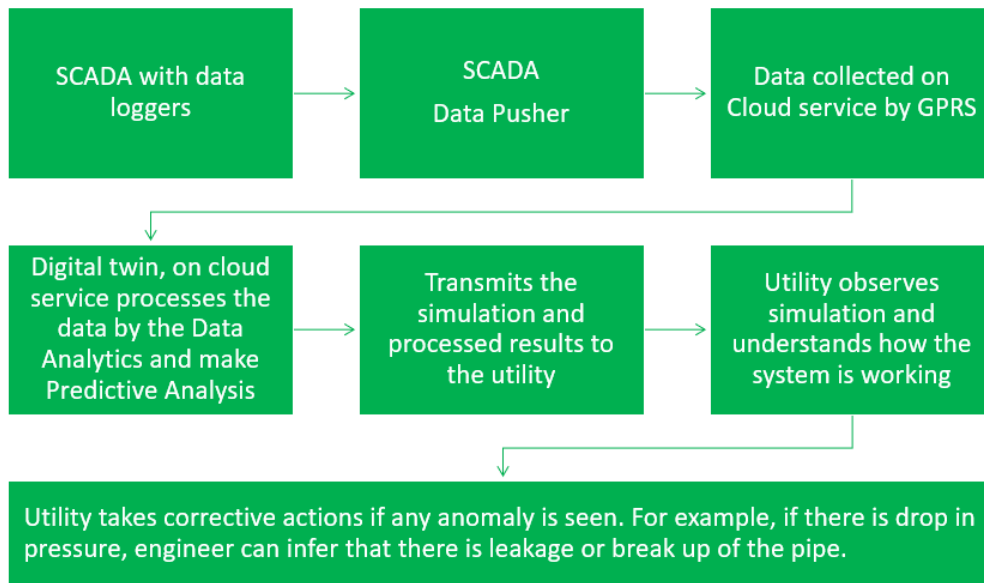 SCADA with data
loggers
SCADA
Data Pusher
Data collected on
Cloud service by GPRS
Digital twin, on cloud
service processes the
data by the Data
Analytics and make
Predictive Analysis
Transmits the
simulation and
processed results to
the utility
Utility observes
simulation and
understands how the
system is working
Utility takes corrective actions if any anomaly is seen. For example, if there is drop in
pressure, engineer can infer that there is leakage or break up of the pipe.